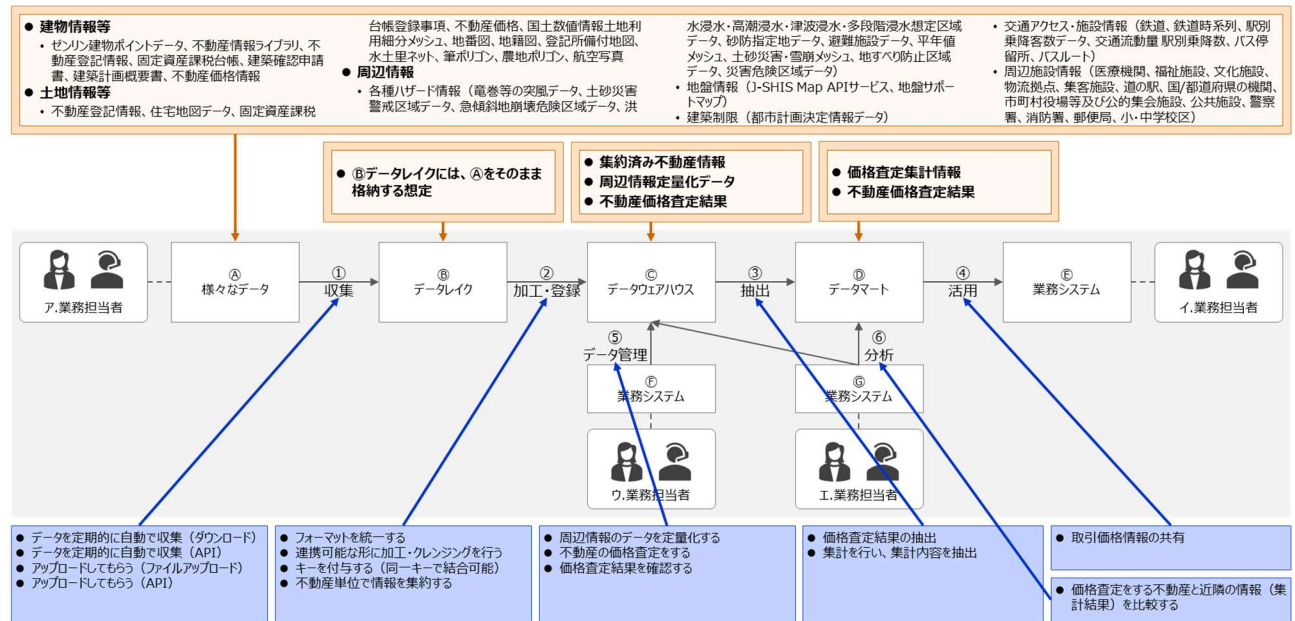 ● 建物情報等
・ ゼンリン建物ポイントデータ、不動産情報ライブラリ、不
動産登記情報、固定資産課税台帳、建築確認申請
書、建築計画概要書、不動産価格情報
● 土地情報等
・ 不動産登記情報、住宅地図データ、固定資産課税
台帳登録事項、不動産価格、国土数値情報土地利
用細分メッシュ、地番図、地籍図、登記所備付地図、
水土里ネット、筆ポリゴン、農地ポリゴン、航空写真
● 周辺情報
・ 各種ハザード情報（竜巻等の突風データ、土砂災害
警戒区域データ、急傾斜地崩壊危険区域データ、洪
水浸水・高潮浸水・津波浸水・多段階浸水想定区域
データ、砂防指定地データ、避難施設データ、平年値
メッシュ、土砂災害・雪崩メッシュ、地すべり防止区域
データ、災害危険区域データ）
・ 地盤情報（J-SHIS Map APIサービス、地盤サポ
ートマップ）
・ 建築制限（都市計画決定情報データ）
・ 交通アクセス・施設情報（鉄道、鉄道時系列、駅別
乗降客数データ、交通流動量 駅別乗降数、バス停
留所、バスルート）
・ 周辺施設情報（医療機関、福祉施設、文化施設、
物流拠点、集客施設、道の駅、国/都道府県の機関、
市町村役場等及び公的集会施設、公共施設、警察
署、消防署、郵便局、小・中学校区）
● Ⓑデータレイクには、Ⓐをそのまま
格納する想定
● 集約済み不動産情報
● 周辺情報定量化データ
● 不動産価格査定結果
● 価格査定集計情報
● 不動産価格査定結果
ア.業務担当者
Ⓐ
様々なデータ
①
収集
Ⓑ
データレイク
②
加工・登録
Ⓒ
データウェアハウス
③
抽出
Ⓓ
データマート
④
活用
Ⓔ
業務システム
イ.業務担当者
⑤
データ管理
⑥
分析
Ⓕ
業務システム
Ⓖ
業務システム
ウ.業務担当者
エ.業務担当者
● データを定期的に自動で収集（ダウンロード）
● データを定期的に自動で収集（API）
● アップロードしてもらう（ファイルアップロード）
● アップロードしてもらう（API）
● フォーマットを統一する
● 連携可能な形に加工・クレンジングを行う
● キーを付与する（同一キーで結合可能）
● 不動産単位で情報を集約する
● 周辺情報のデータを定量化する
● 不動産の価格査定をする
● 価格査定結果を確認する
● 価格査定結果の抽出
● 集計を行い、集計内容を抽出
● 取引価格情報の共有
● 価格査定をする不動産と近隣の情報（集
計結果）を比較する